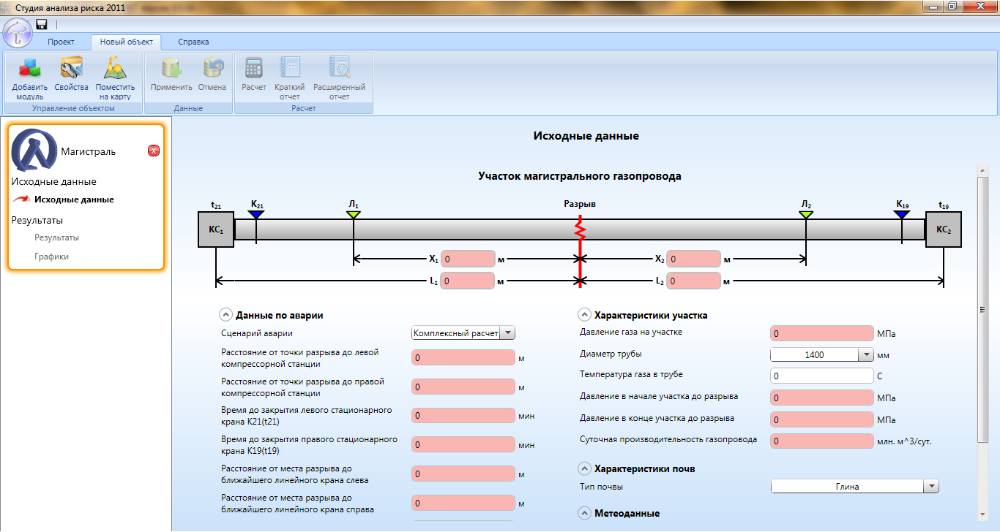 Студия анализа риска 2011
Проект
Новый объект
Справка
Добавить модуль
Свойства
Поместить на карту
Применить
Отмена
Расчет
Краткий отчет
Расширенный отчет
Управление объектом
Данные
Расчет
Магистраль
Исходные данные
Исходные данные
Результаты
Результаты
Графики
Исходные данные
Участок магистрального газопровода
t21
К21
Л1
Разрыв
Л2
К19
t19
КС1
КС2
X1 0 м
X2 0 м
L1 0 м
L2 0 м
Данные по аварии
Сценарий аварии
Комплексный расчет
Расстояние от точки разрыва до левой
компрессорной станции
0 м
Расстояние от точки разрыва до правой
компрессорной станции
0 м
Время до закрытия левого стационарного
крана К21(t21)
0 мин
Время до закрытия правого стационарного
крана К19(t19)
0 мин
Расстояние от места разрыва до
ближайшего линейного крана слева
0 м
Расстояние от места разрыва до
ближайшего линейного крана справа
0 м
Характеристики участка
Давление газа на участке 0 МПа
Диаметр трубы 1400 мм
Температура газа в трубе 0 С
Давление в начале участка до разрыва 0 МПа
Давление в конце участка до разрыва 0 МПа
Суточная производительность газопровода 0 млн. м^3/сут.
Характеристики почв
Тип почвы Глина
Метеоданные